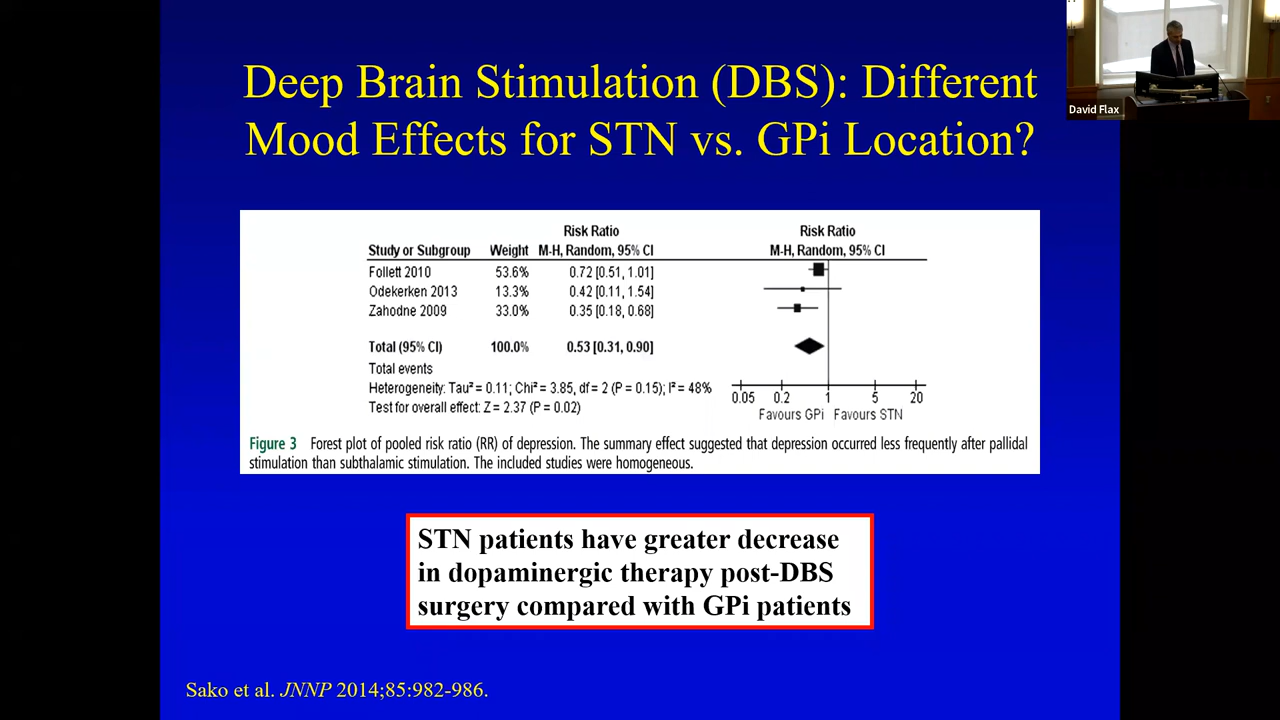 Deep Brain Stimulation (DBS): Different
Mood Effects for STN vs. GPi Location?
David Flax
Risk Ratio Risk Ratio
Study or Subgroup Weight M-H, Random, 95% CI M-H, Random, 95% CI
Follett 2010 53.6% 0.72 [0.51, 1.01]
Odekerken 2013 13.3% 0.42 [0.11, 1.54]
Zahodne 2009 33.0% 0.35 [0.18, 0.68]
Total (95% CI) 100.0% 0.53 [0.31, 0.90]
Total events
Heterogeneity: Tau² = 0.11; Chi² = 3.85, df = 2 (P = 0.15); I² = 48%
Test for overall effect: Z = 2.37 (P = 0.02)
0.05 0.2 1 5 20
Favours GPi Favours STN
Figure 3 Forest plot of pooled risk ratio (RR) of depression. The summary effect suggested that depression occurred less frequently after pallidal
stimulation than subthalamic stimulation. The included studies were homogeneous.
STN patients have greater decrease
in dopaminergic therapy post-DBS
surgery compared with GPi patients
Sako et al. JNNP 2014;85:982-986.